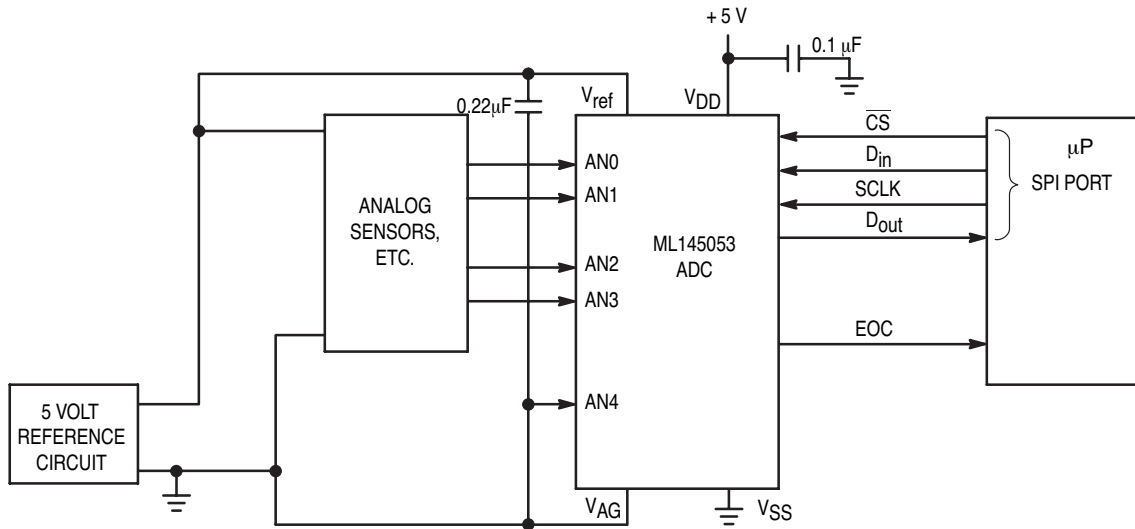 + 5 V
0.1 μF
0.22μF
Vref
VDD
CS
Din
SCLK
Dout
μP
SPI PORT
AN0
AN1
AN2
AN3
AN4
ANALOG
SENSORS,
ETC.
ML145053
ADC
EOC
5 VOLT
REFERENCE
CIRCUIT
VAG
VSS